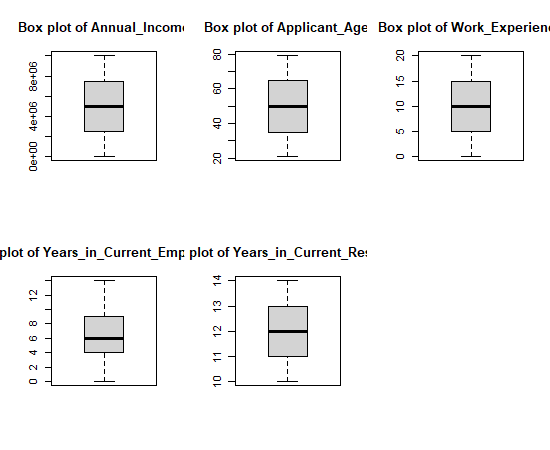 Box plot of Annual_Incom
Box plot of Applicant_Age
Box plot of Work_Experienc
0e+00 4e+06 8e+06
20 40 60 80
0 5 10 15 20
plot of Years_in_Current_Emp
plot of Years_in_Current_Res
0 2 4 6 8 12
10 11 12 13 14